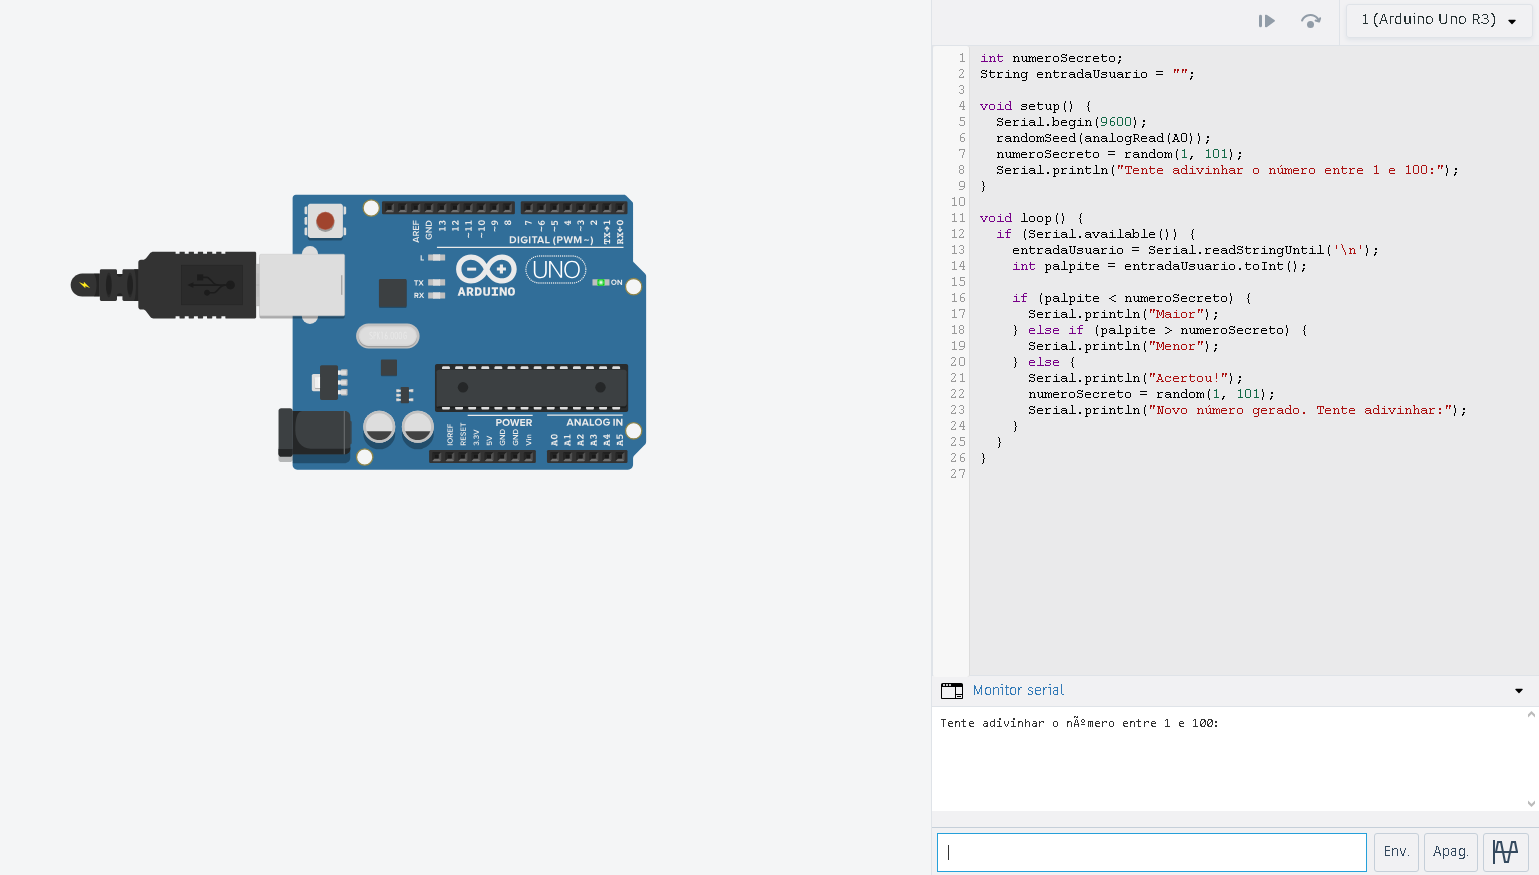 1 (Arduino Uno R3)
1 int numeroSecreto;
2 String entradaUsuario = "";
3
4 void setup() {
5 Serial.begin(9600);
6 randomSeed(analogRead(A0));
7 numeroSecreto = random(1, 101);
8 Serial.println("Tente adivinhar o número entre 1 e 100:");
9 }
10
11 void loop() {
12 if (Serial.available()) {
13 entradaUsuario = Serial.readStringUntil('\n');
14 int palpite = entradaUsuario.toInt();
15
16 if (palpite < numeroSecreto) {
17 Serial.println("Maior");
18 } else if (palpite > numeroSecreto) {
19 Serial.println("Menor");
20 } else {
21 Serial.println("Acertou!");
22 numeroSecreto = random(1, 101);
23 Serial.println("Novo número gerado. Tente adivinhar:");
24 }
25 }
26 }
27
AREF GND 13 12 ~11 ~10 ~9 8 7 ~6 ~5 4 ~3 2 TX→1 RX←0
DIGITAL (PWM~)
L
TX
RX
ARDUINO
UNO
ON
POWER
ANALOG IN
IOREF RESET 3.3V 5V GND GND Vin A0 A1 A2 A3 A4 A5
Monitor serial
Tente adivinhar o nÃºmero entre 1 e 100:
Env.
Apag.